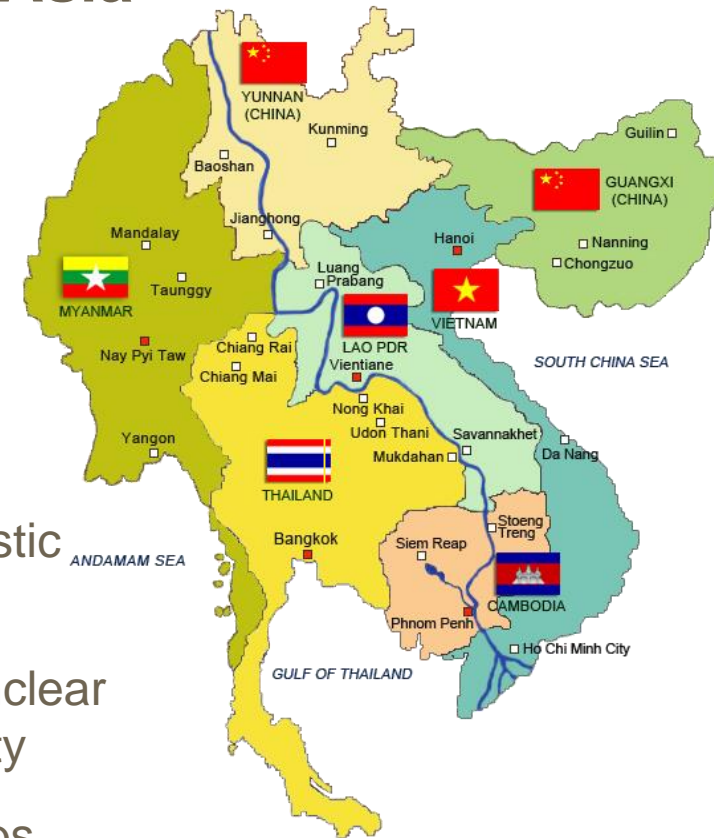 YUNNAN
(CHINA)
Kunming
Baoshan
Jianghong
Guilin
GUANGXI
(CHINA)
Nanning
Chongzuo
Mandalay
Taunggy
MYANMAR
Nay Pyi Taw
Yangon
Hanoi
VIETNAM
Luang
Prabang
LAO PDR
Vientiane
SOUTH CHINA SEA
Chiang Rai
Chiang Mai
Nong Khai
Udon Thani
Mukdahan
Savannakhet
Da Nang
THAILAND
Bangkok
Siem Reap
Stoeng
Treng
CAMBODIA
Phnom Penh
Ho Chi Minh City
stic
ANDAMAM SEA
GULF OF THAILAND
clear
ty